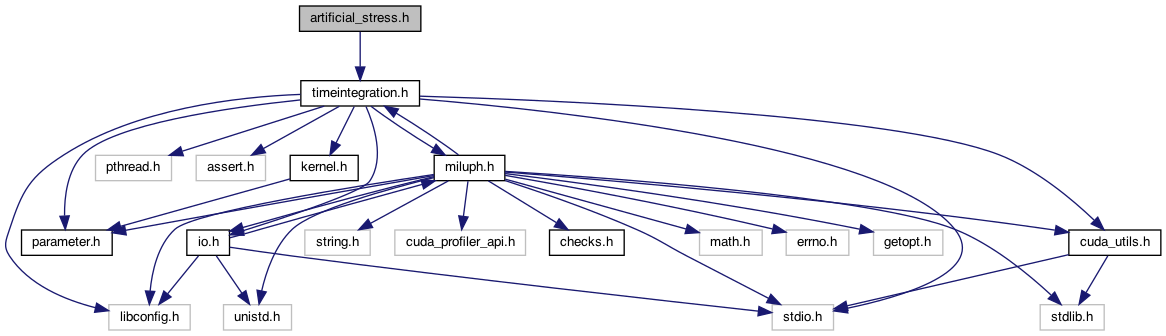 artificial_stress.h
timeintegration.h
pthread.h
assert.h
kernel.h
miluph.h
parameter.h
io.h
string.h
cuda_profiler_api.h
checks.h
math.h
errno.h
getopt.h
cuda_utils.h
libconfig.h
unistd.h
stdio.h
stdlib.h